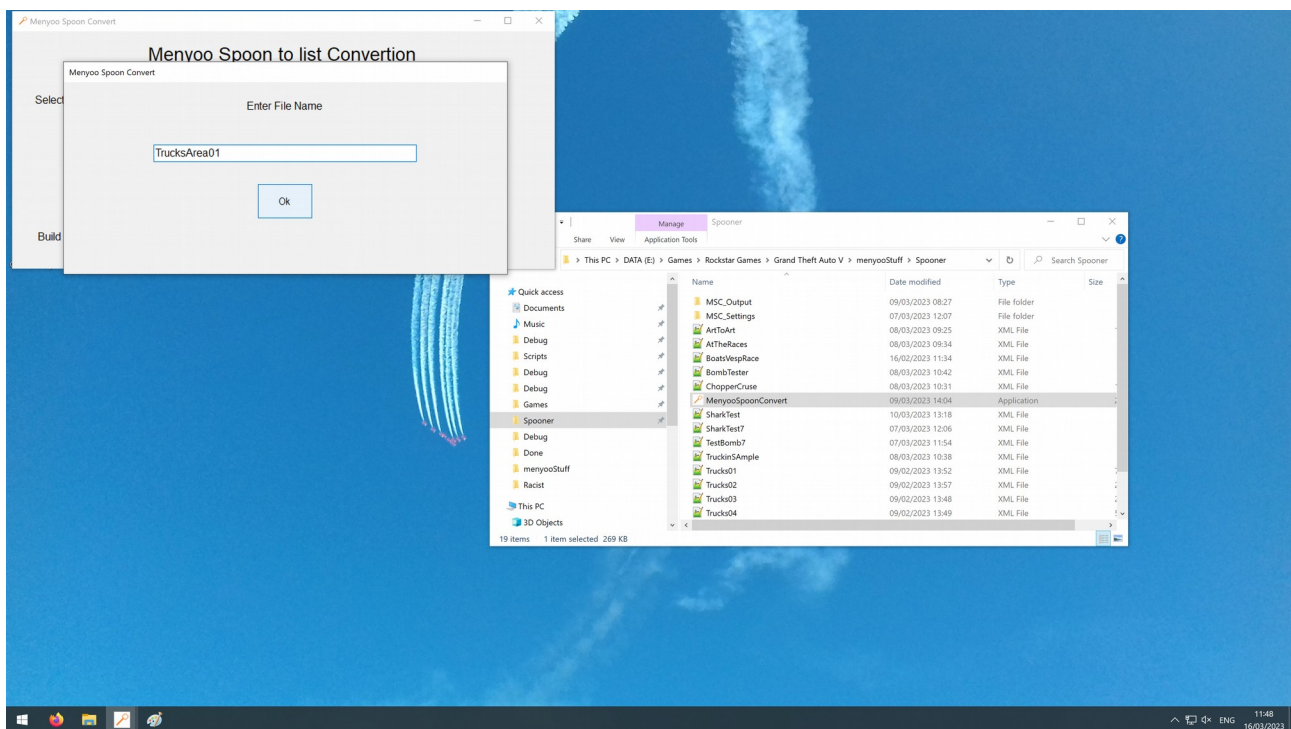 Menyoo Spoon Convert
Menyoo Spoon to list Convertion
Menyoo Spoon Convert
Select
Enter File Name
TrucksArea01
Ok
Build
Manage
Spooner
Share View Application Tools
> This PC > DATA (E:) > Games > Rockstar Games > Grand Theft Auto V > menyooStuff > Spooner
Search Spooner
Name Date modified Type Size
Quick access
Documents
Music
Debug
Scripts
Debug
Debug
Games
Spooner
Debug
Done
menyooStuff
Racist
This PC
3D Objects
MSC_Output 09/03/2023 08:27 File folder
MSC_Settings 07/03/2023 12:07 File folder
ArtToArt 08/03/2023 09:25 XML File
AtTheRaces 08/03/2023 09:34 XML File
BoatsVespRace 16/02/2023 11:34 XML File
BombTester 08/03/2023 10:42 XML File
ChopperCruse 08/03/2023 10:31 XML File
MenyooSpoonConvert 09/03/2023 14:04 Application
SharkTest 10/03/2023 13:18 XML File
SharkTest7 07/03/2023 12:06 XML File
TestBomb7 07/03/2023 11:54 XML File
TruckinSAmple 08/03/2023 10:38 XML File
Trucks01 09/02/2023 13:52 XML File
Trucks02 09/02/2023 13:57 XML File
Trucks03 09/02/2023 13:48 XML File
Trucks04 09/02/2023 13:49 XML File
19 items 1 item selected 269 KB
ENG
11:48
16/03/2023